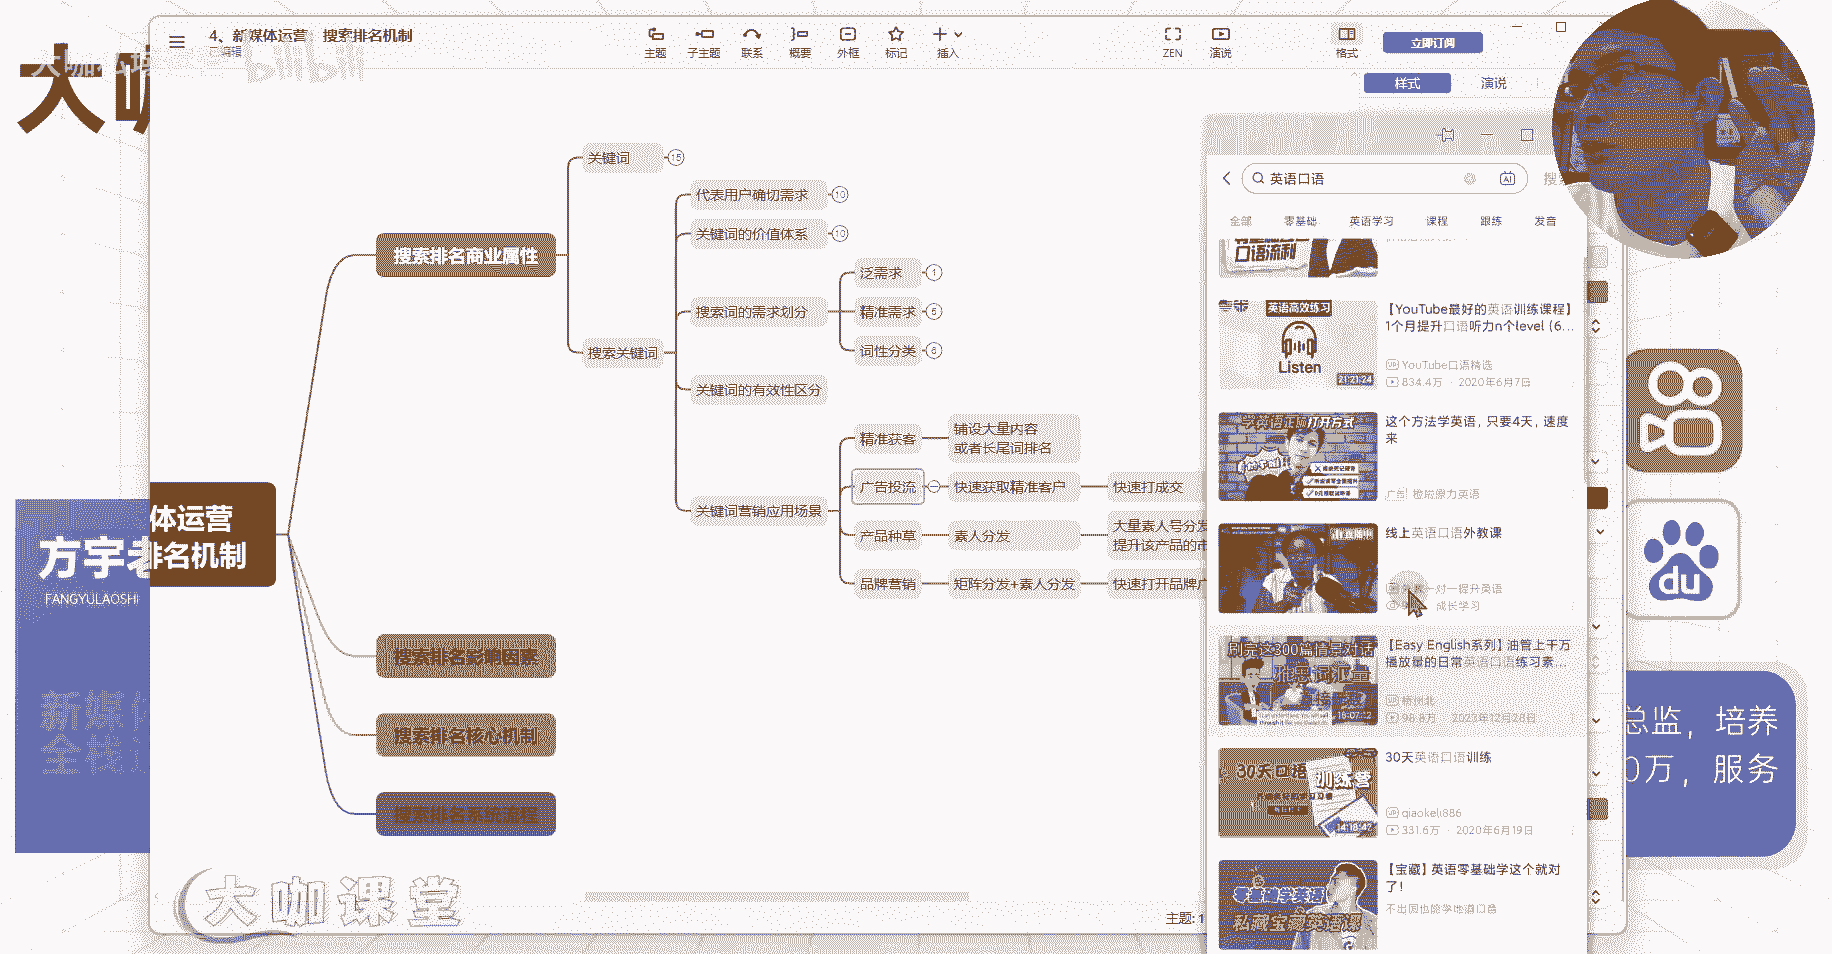 4、新媒体运营：搜索排名机制
已编辑
主题
子主题
联系
概要
外框
标记
插入
ZEN
演说
格式
立即订阅
样式
演说
bilibili
关键词
15
代表用户确切需求
10
关键词的价值体系
10
搜索排名商业属性
泛需求
1
搜索词的需求划分
精准需求
5
词性分类
6
搜索关键词
关键词的有效性区分
精准获客
铺设大量内容
或者长尾词排名
广告投流
快速获取精准客户
快速打成交
关键词营销应用场景
产品种草
素人分发
大量素人号分发
提升该产品的市
品牌营销
矩阵分发+素人分发
快速打开品牌广
体运营
排名机制
搜索排名影响因素
搜索排名核心机制
搜索排名系统流程
方宇老
FANGYULAOSHI
新媒体
全栈
大咖课堂
主题: 1
英语口语
AI
全部
零基础
英语学习
课程
跟练
发音
口语流利
英语高效练习
Listen
21:21:24
【YouTube最好的英语训练课程】
1个月提升口语听力n个level (6...
YouTube口语精选
834.4万 · 2020年6月7日
学英语正确打开方式
这个方法学英语，只要4天，速度
来
广告
线上英语口语外教课
一对一提升英语
成长学习
刷完这300篇情景对话
雅思词汇量
18:07:12
【Easy English系列】油管上千万
播放量的日常英语口语练习素...
98.8万 · 2023年12月28日
30天口语
训练营
14:18:42
30天英语口语训练
qiaokeli886
331.6万 · 2020年6月19日
零基础学英语
私藏宝藏英语课
【宝藏】英语零基础学这个就对
了！
不出国也能学地道口音
du
总监，培养
0万，服务